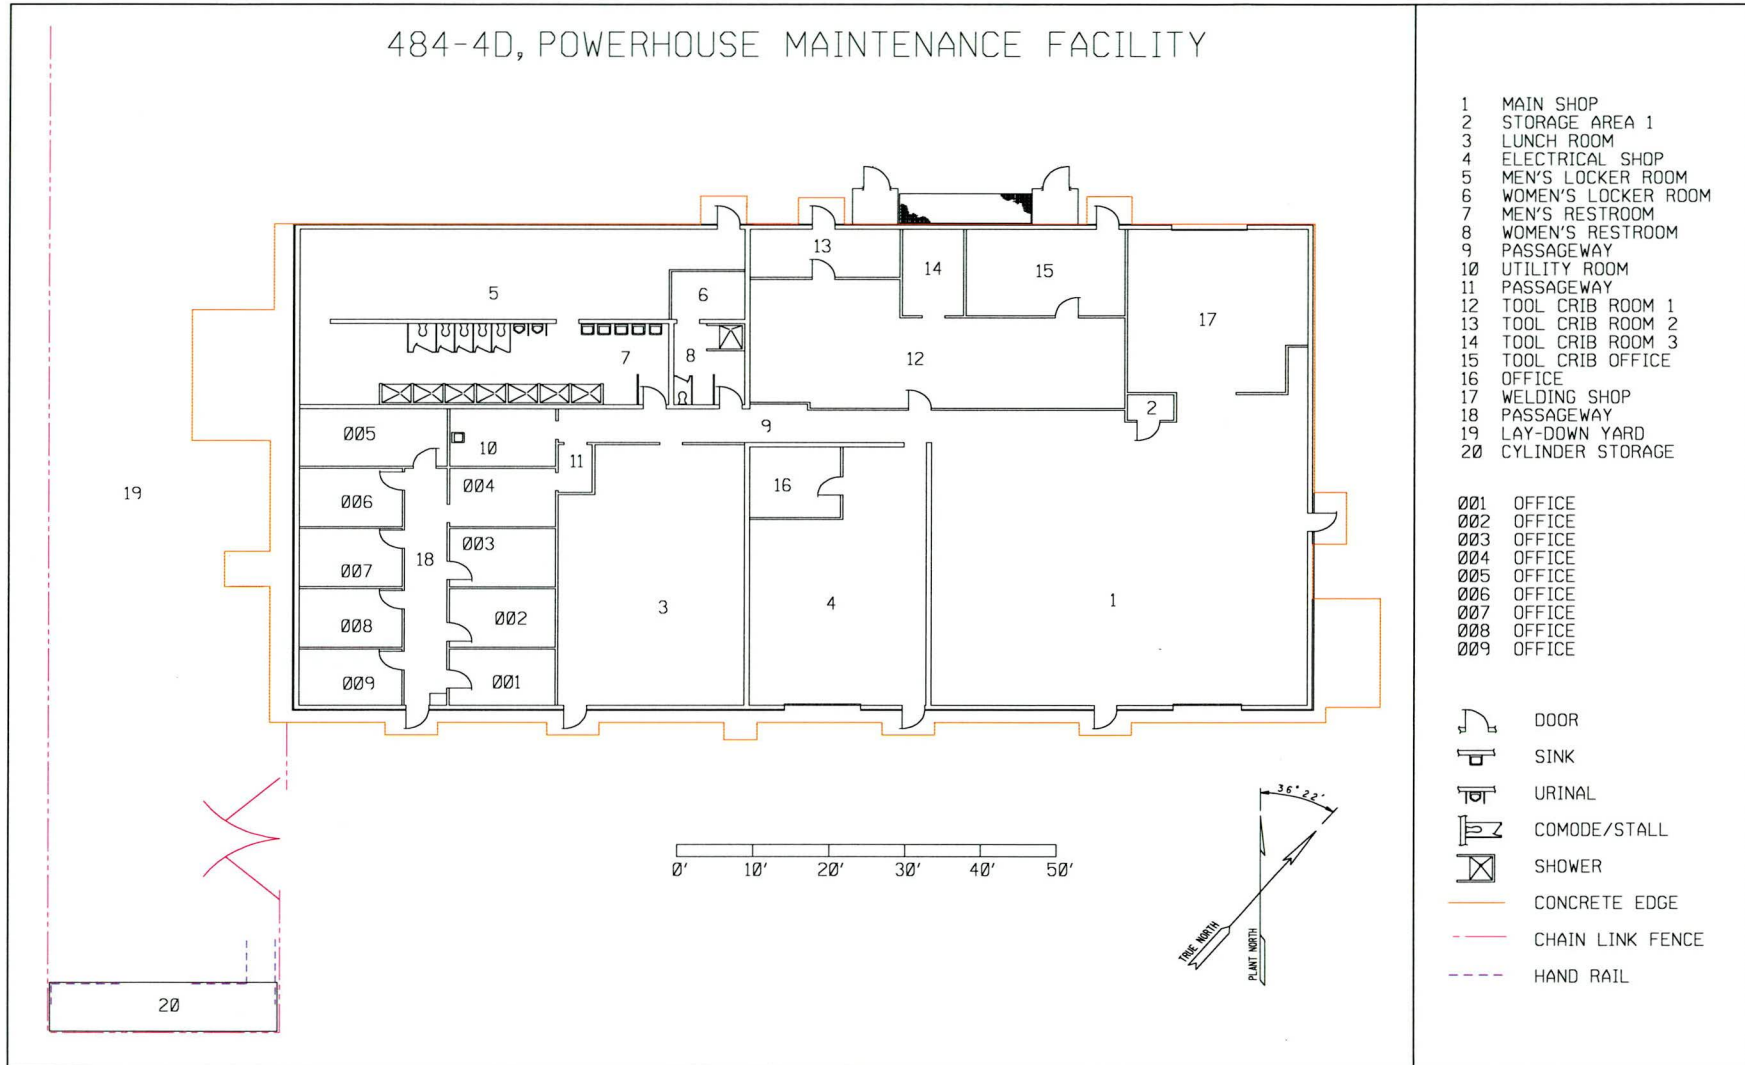 484-4D, POWERHOUSE MAINTENANCE FACILITY
1 MAIN SHOP
2 STORAGE AREA 1
3 LUNCH ROOM
4 ELECTRICAL SHOP
5 MEN'S LOCKER ROOM
6 WOMEN'S LOCKER ROOM
7 MEN'S RESTROOM
8 WOMEN'S RESTROOM
9 PASSAGEWAY
10 UTILITY ROOM
11 PASSAGEWAY
12 TOOL CRIB ROOM 1
13 TOOL CRIB ROOM 2
14 TOOL CRIB ROOM 3
15 TOOL CRIB OFFICE
16 OFFICE
17 WELDING SHOP
18 PASSAGEWAY
19 LAY-DOWN YARD
20 CYLINDER STORAGE
001 OFFICE
002 OFFICE
003 OFFICE
004 OFFICE
005 OFFICE
006 OFFICE
007 OFFICE
008 OFFICE
009 OFFICE
DOOR
SINK
URINAL
COMODE/STALL
SHOWER
CONCRETE EDGE
CHAIN LINK FENCE
HAND RAIL
13
14
15
5
6
17
7
8
12
2
9
005
10
11
16
004
19
006
003
18
007
3
4
1
002
008
009
001
36° 22'
0' 10' 20' 30' 40' 50'
TRUE NORTH
PLANT NORTH
20